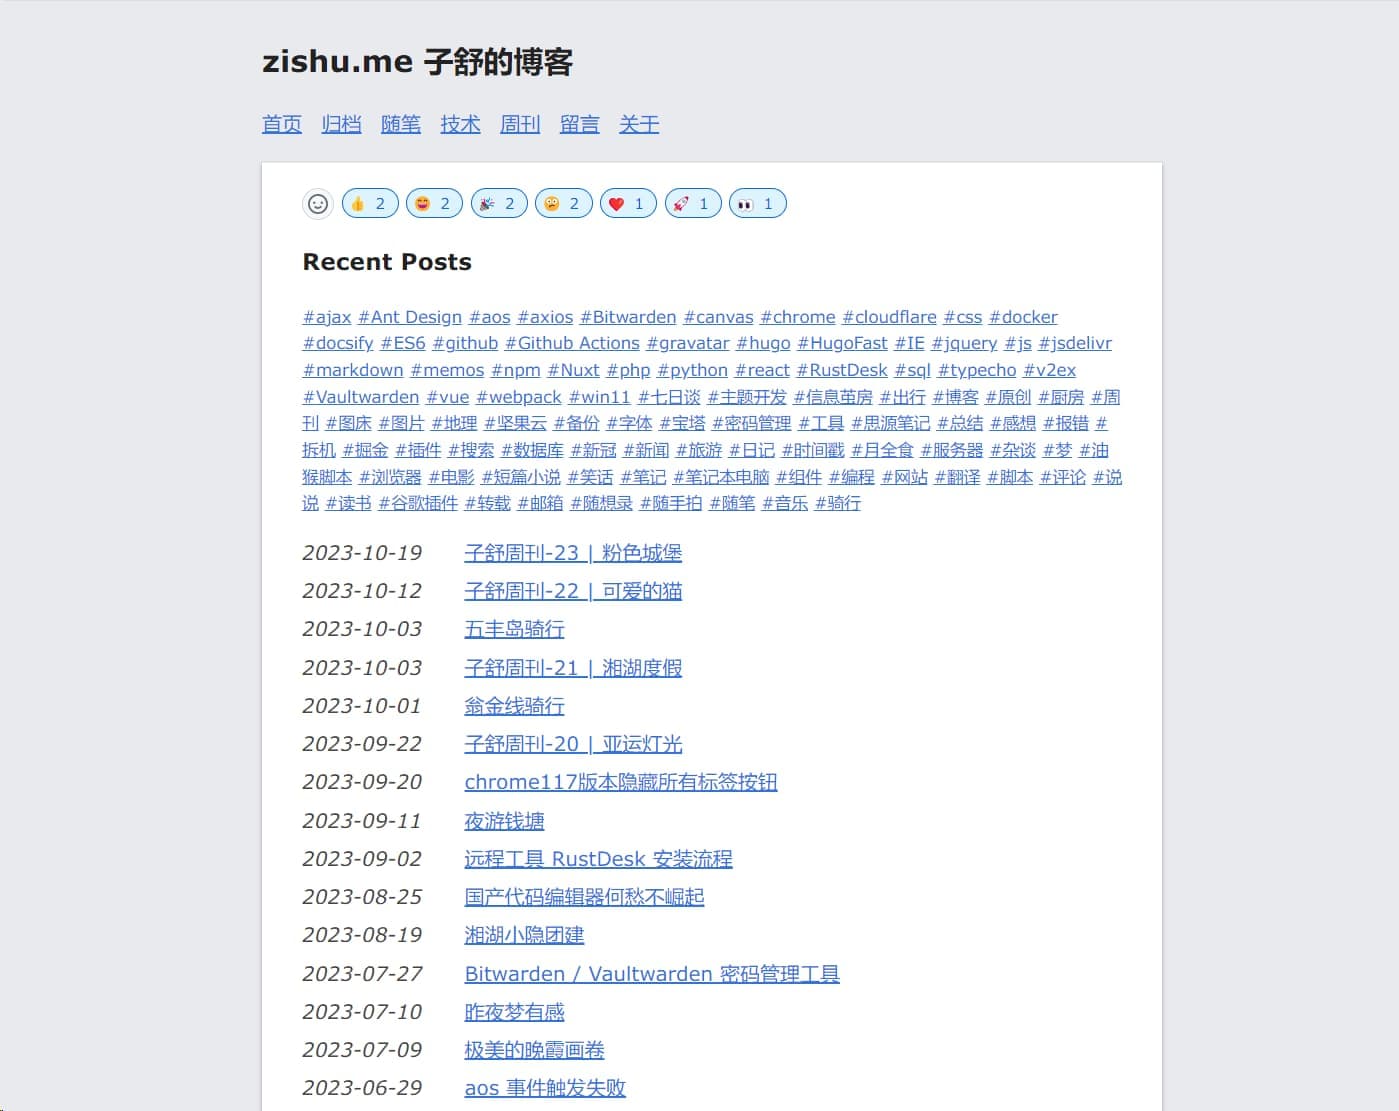 zishu.me 子舒的博客
首页 归档 随笔 技术 周刊 留言 关于
👍 2 😄 2 🎉 2 😕 2 ❤️ 1 🚀 1 👀 1
Recent Posts
#ajax #Ant Design #aos #axios #Bitwarden #canvas #chrome #cloudflare #css #docker
#docsify #ES6 #github #Github Actions #gravatar #hugo #HugoFast #IE #jquery #js #jsdelivr
#markdown #memos #npm #Nuxt #php #python #react #RustDesk #sql #typecho #v2ex
#Vaultwarden #vue #webpack #win11 #七日谈 #主题开发 #信息茧房 #出行 #博客 #原创 #厨房 #周
刊 #图床 #图片 #地理 #坚果云 #备份 #字体 #宝塔 #密码管理 #工具 #思源笔记 #总结 #感想 #报错 #
拆机 #掘金 #插件 #搜索 #数据库 #新冠 #新闻 #旅游 #日记 #时间戳 #月全食 #服务器 #杂谈 #梦 #油
猴脚本 #浏览器 #电影 #短篇小说 #笑话 #笔记 #笔记本电脑 #组件 #编程 #网站 #翻译 #脚本 #评论 #说
说 #读书 #谷歌插件 #转载 #邮箱 #随想录 #随手拍 #随笔 #音乐 #骑行
2023-10-19 子舒周刊-23 | 粉色城堡
2023-10-12 子舒周刊-22 | 可爱的猫
2023-10-03 五丰岛骑行
2023-10-03 子舒周刊-21 | 湘湖度假
2023-10-01 翁金线骑行
2023-09-22 子舒周刊-20 | 亚运灯光
2023-09-20 chrome117版本隐藏所有标签按钮
2023-09-11 夜游钱塘
2023-09-02 远程工具 RustDesk 安装流程
2023-08-25 国产代码编辑器何愁不崛起
2023-08-19 湘湖小隐团建
2023-07-27 Bitwarden / Vaultwarden 密码管理工具
2023-07-10 昨夜梦有感
2023-07-09 极美的晚霞画卷
2023-06-29 aos 事件触发失败